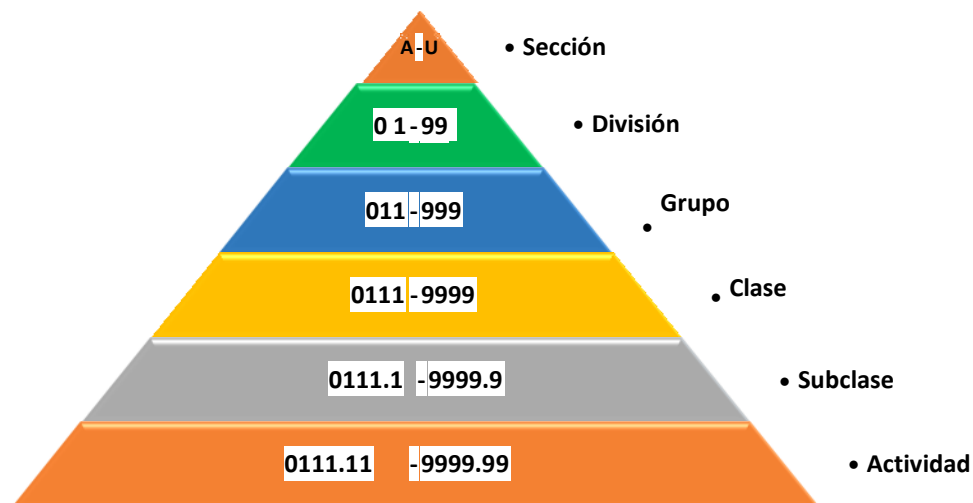 A-U • Sección
0 1-99 • División
011-999 • Grupo
0111-9999 • Clase
0111.1 -9999.9 • Subclase
0111.11 -9999.99 • Actividad